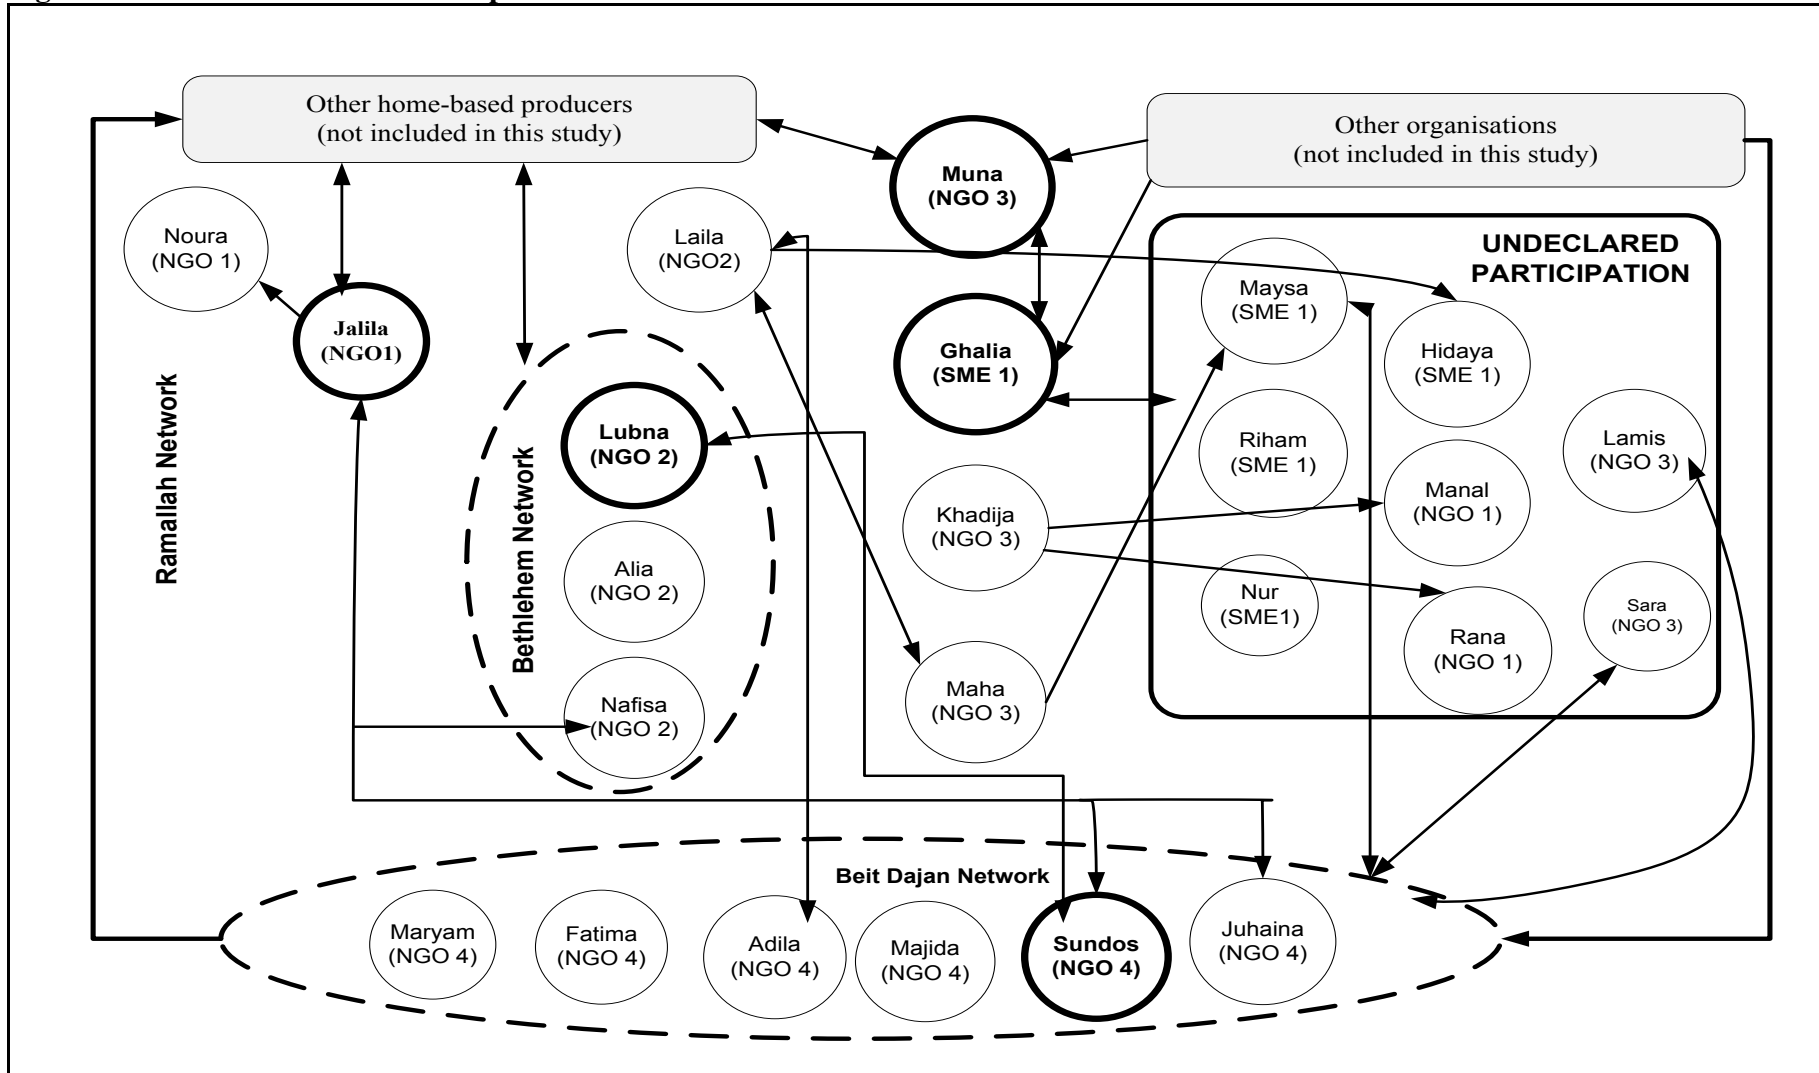 Other home-based producers
(not included in this study)
Other organisations
(not included in this study)
Muna
(NGO 3)
Noura
(NGO 1)
Laila
(NGO2)
UNDECLARED
PARTICIPATION
Maysa
(SME 1)
Jalila
(NGO1)
Ghalia
(SME 1)
Hidaya
(SME 1)
Ramallah Network
Bethlehem Network
Lubna
(NGO 2)
Riham
(SME 1)
Lamis
(NGO 3)
Manal
(NGO 1)
Khadija
(NGO 3)
Alia
(NGO 2)
Nur
(SME1)
Sara
(NGO 3)
Rana
(NGO 1)
Nafisa
(NGO 2)
Maha
(NGO 3)
Beit Dajan Network
Maryam
(NGO 4)
Fatima
(NGO 4)
Adila
(NGO 4)
Majida
(NGO 4)
Sundos
(NGO 4)
Juhaina
(NGO 4)